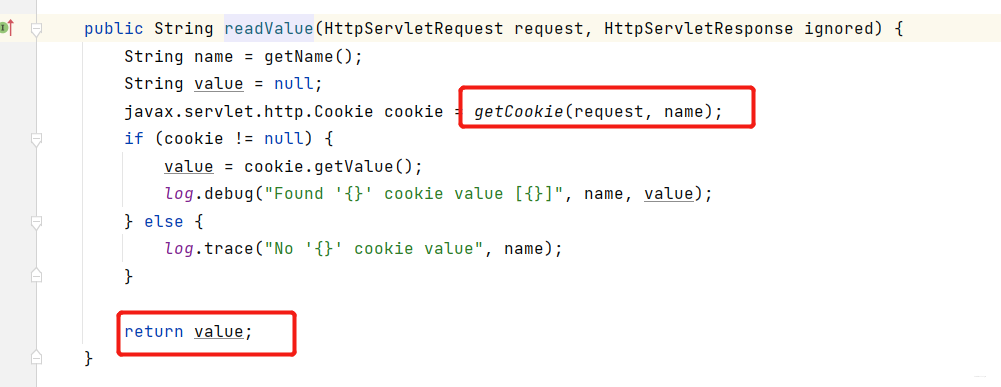 public String readValue(HttpServletRequest request, HttpServletResponse ignored) {
String name = getName();
String value = null;
javax.servlet.http.Cookie cookie = getCookie(request, name);
if (cookie != null) {
value = cookie.getValue();
log.debug("Found '{}' cookie value [{}]", name, value);
} else {
log.trace("No '{}' cookie value", name);
}
return value;
}